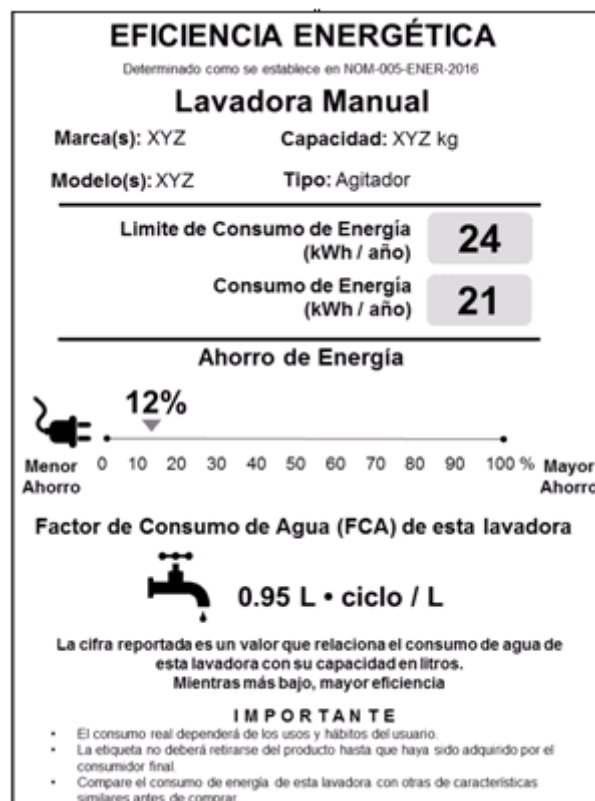 EFICIENCIA ENERGÉTICA
Determinado como se establece en NOM-005-ENER-2016
Lavadora Manual
Marca(s): XYZ Capacidad: XYZ kg
Modelo(s): XYZ Tipo: Agitador
Limite de Consumo de Energía
(kWh / año) 24
Consumo de Energía
(kWh / año) 21
Ahorro de Energía
12%
Menor Ahorro 0 10 20 30 40 50 60 70 80 90 100 % Mayor Ahorro
Factor de Consumo de Agua (FCA) de esta lavadora
0.95 L • ciclo / L
La cifra reportada es un valor que relaciona el consumo de agua de
esta lavadora con su capacidad en litros.
Mientras más bajo, mayor eficiencia
IMPORTANTE
• El consumo real dependerá de los usos y hábitos del usuario.
• La etiqueta no deberá retirarse del producto hasta que haya sido adquirido por el
consumidor final.
• Compare el consumo de energía de esta lavadora con otras de características
similares antes de comprar